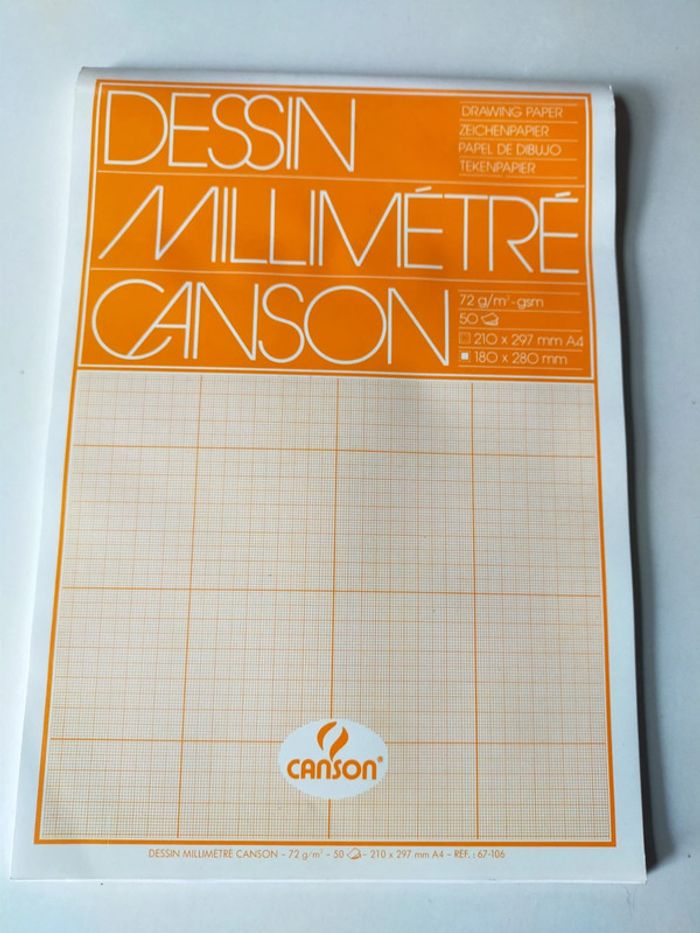 DESSIN
DRAWING PAPER
ZEICHENPAPIER
PAPEL DE DIBUJO
TEKENPAPIER
MILLIMÉTRÉ
CANSON
72 g/m²-gsm
50
210 x 297 mm A4
180 x 280 mm
CANSON®
DESSIN MILLIMÉTRÉ CANSON – 72 g/m² – 50 – 210 x 297 mm A4 – REF. : 67-106